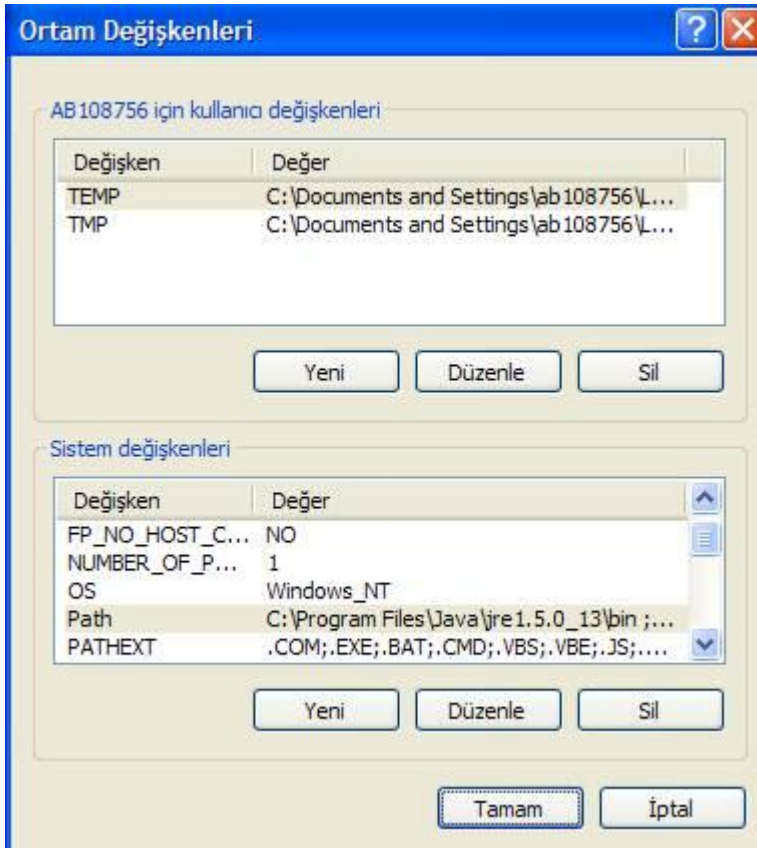 Ortam Değişkenleri
AB108756 için kullanıcı değişkenleri
Değişken Değer
TEMP C:\Documents and Settings\ab108756\L...
TMP C:\Documents and Settings\ab108756\L...
Yeni Düzenle Sil
Sistem değişkenleri
Değişken Değer
FP_NO_HOST_C... NO
NUMBER_OF_P... 1
OS Windows_NT
Path C:\Program Files\Java\jre1.5.0_13\bin ;...
PATHEXT .COM;.EXE;.BAT;.CMD;.VBS;.VBE;.JS;....
Yeni Düzenle Sil
Tamam İptal